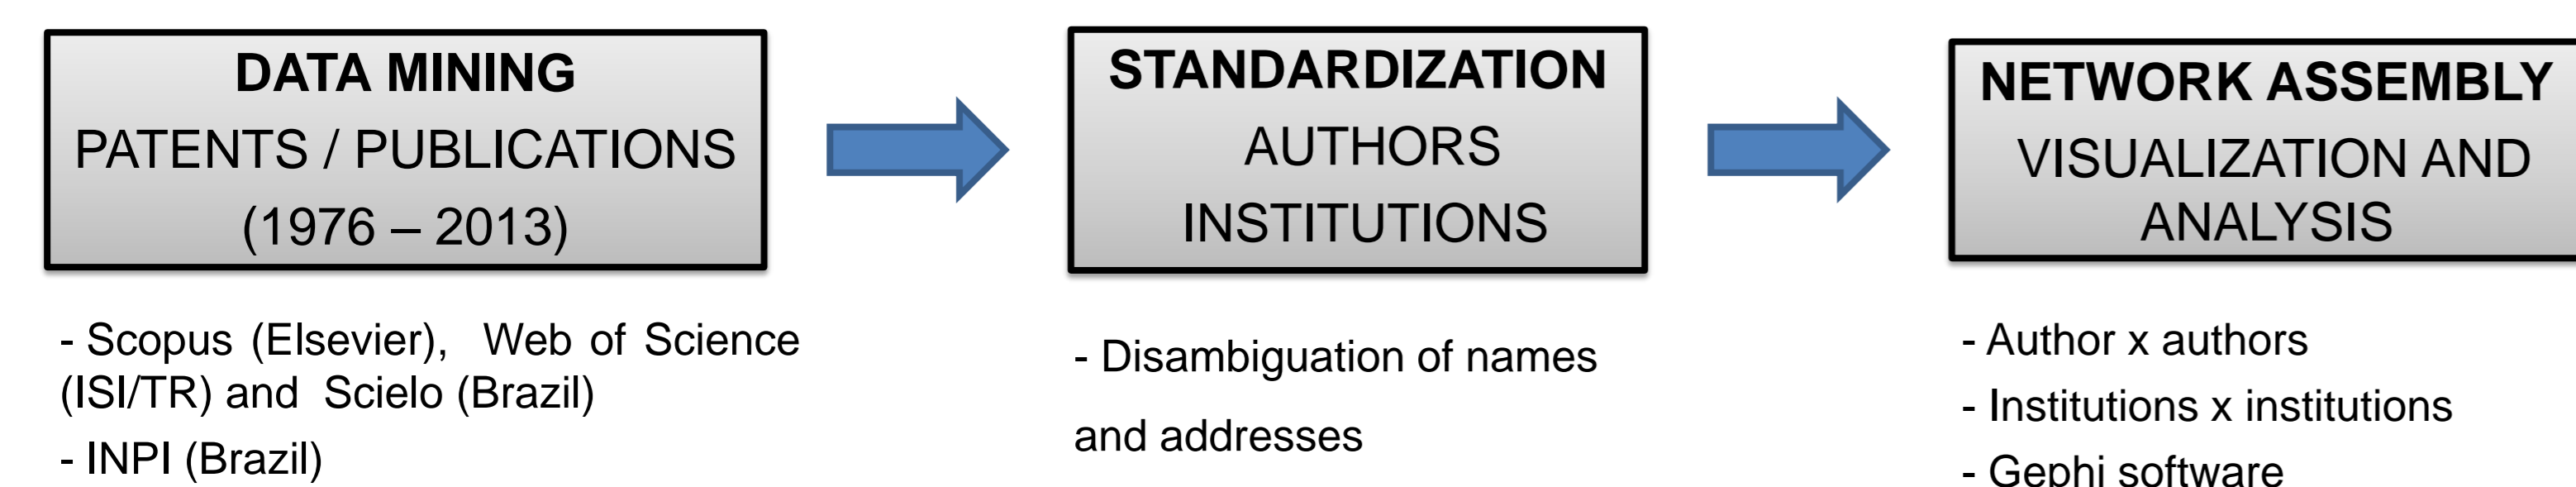 DATA MINING
PATENTS / PUBLICATIONS
(1976 – 2013)
- Scopus (Elsevier), Web of Science
(ISI/TR) and Scielo (Brazil)
- INPI (Brazil)
STANDARDIZATION
AUTHORS
INSTITUTIONS
- Disambiguation of names
and addresses
NETWORK ASSEMBLY
VISUALIZATION AND
ANALYSIS
- Author x authors
- Institutions x institutions
- Gephi software